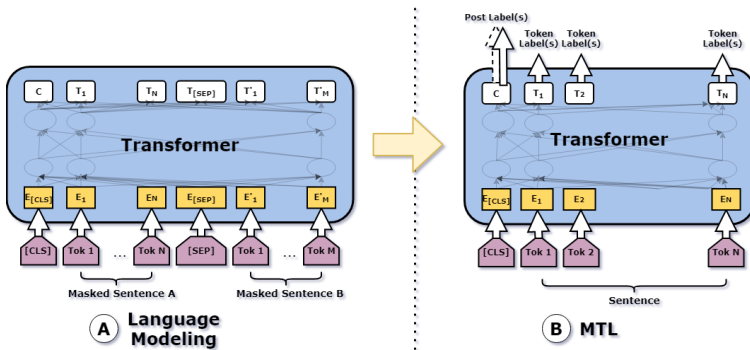 Post Label(s)
Token Label(s) Token Label(s) Token Label(s)
C T1 TN T[SEP] T'1 T'M
C T1 T2 TN
Transformer
Transformer
E[CLS] E1 EN E[SEP] E'1 E'M
E[CLS] E1 E2 EN
[CLS] Tok 1 ... Tok N [SEP] Tok 1 ... Tok M
[CLS] Tok 1 Tok 2 Tok N
Masked Sentence A Masked Sentence B
Sentence
A Language Modeling
B MTL